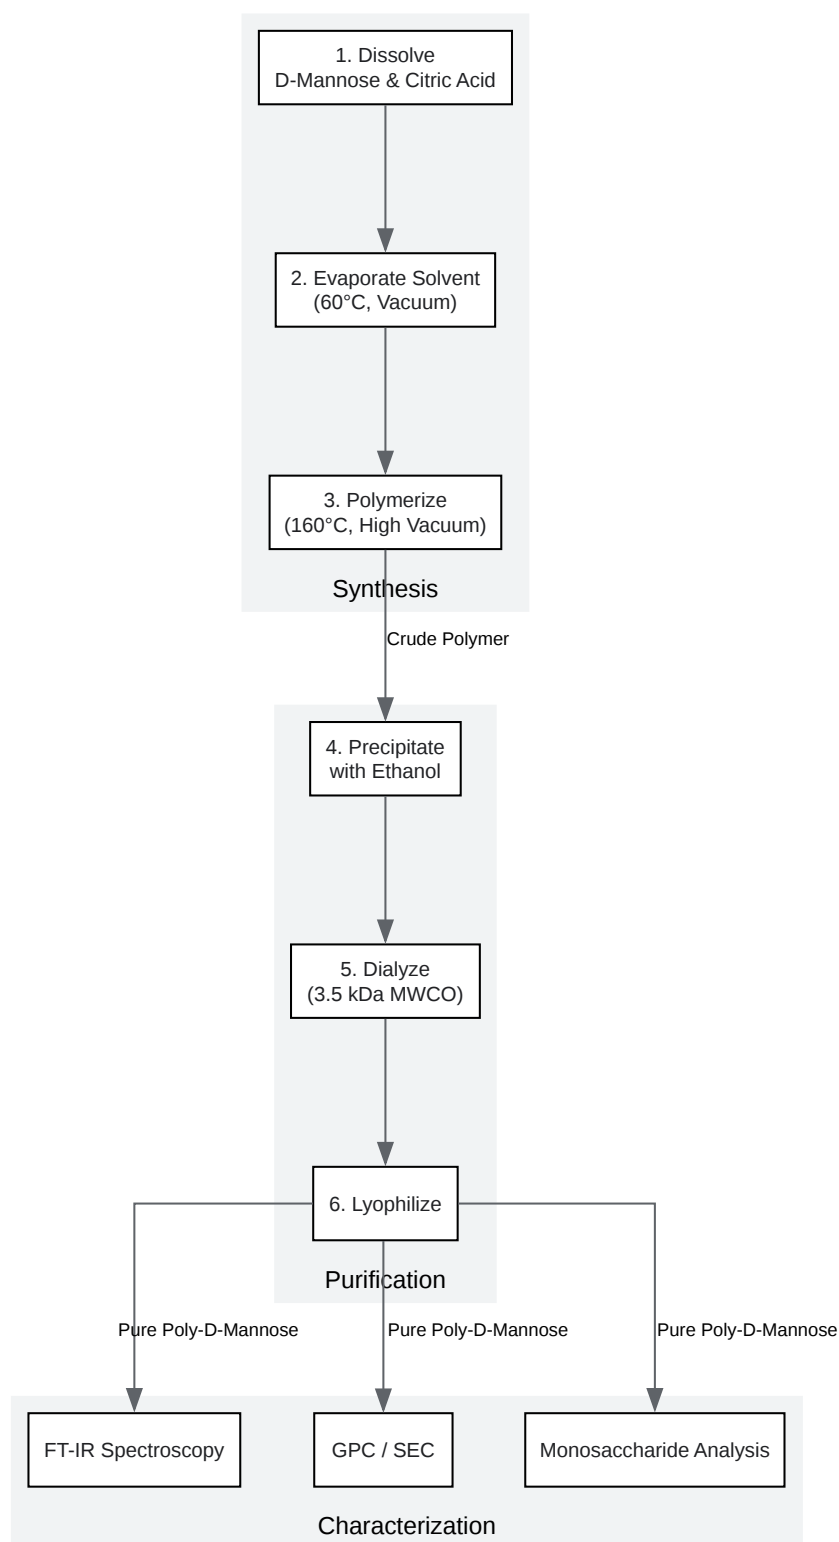 1. Dissolve
D-Mannose & Citric Acid
2. Evaporate Solvent
(60°C, Vacuum)
3. Polymerize
(160°C, High Vacuum)
Synthesis
Crude Polymer
4. Precipitate
with Ethanol
5. Dialyze
(3.5 kDa MWCO)
6. Lyophilize
Purification
Pure Poly-D-Mannose
Pure Poly-D-Mannose
Pure Poly-D-Mannose
FT-IR Spectroscopy
GPC / SEC
Monosaccharide Analysis
Characterization